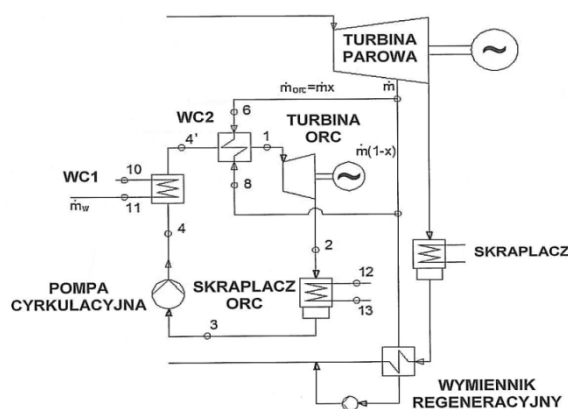 TURBINA
PAROWA
~
ṁorc=ṁx
ṁ
WC2
6
TURBINA
ORC
4'
1
ṁ(1-x)
~
WC1
10
8
ṁw
11
4
2
SKRAPLACZ
POMPA
CYRKULACYJNA
SKRAPLACZ
ORC
12
13
3
WYMIENNIK
REGENERACYJNY